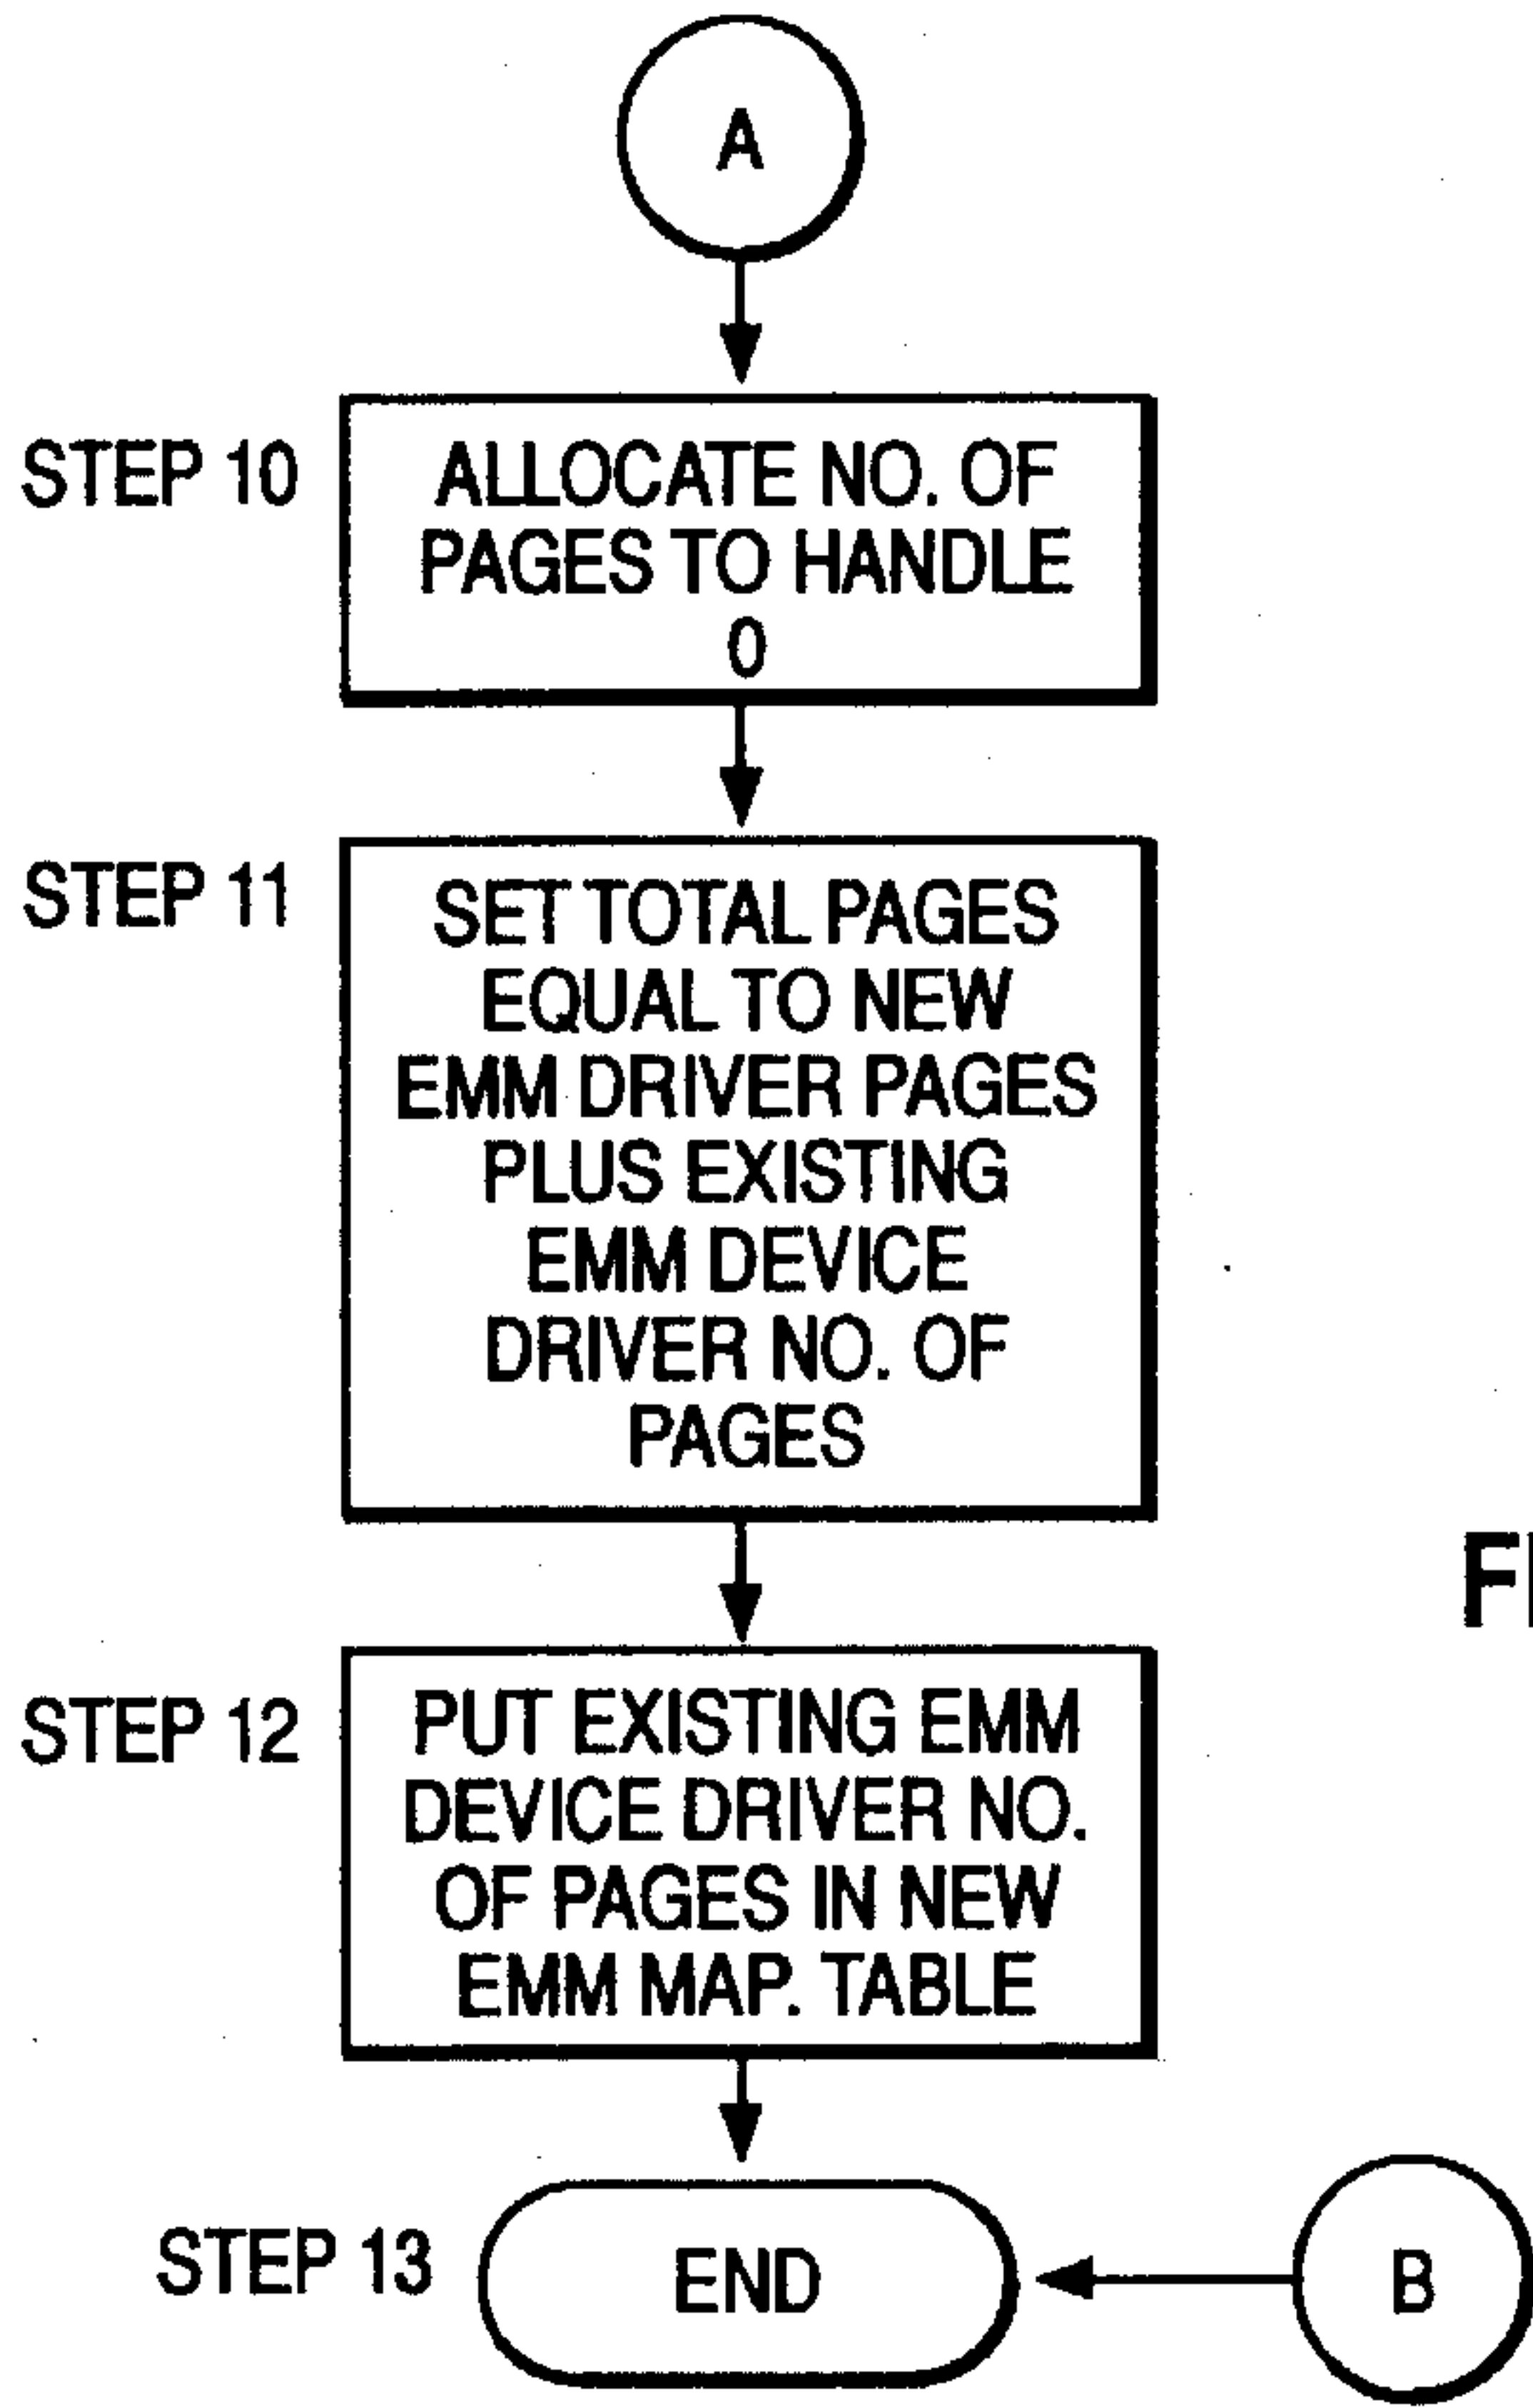 A
STEP 10
ALLOCATE NO. OF
PAGES TO HANDLE
0
STEP 11
SET TOTAL PAGES
EQUAL TO NEW
EMM DRIVER PAGES
PLUS EXISTING
EMM DEVICE
DRIVER NO. OF
PAGES
STEP 12
PUT EXISTING EMM
DEVICE DRIVER NO.
OF PAGES IN NEW
EMM MAP. TABLE
STEP 13
END
B